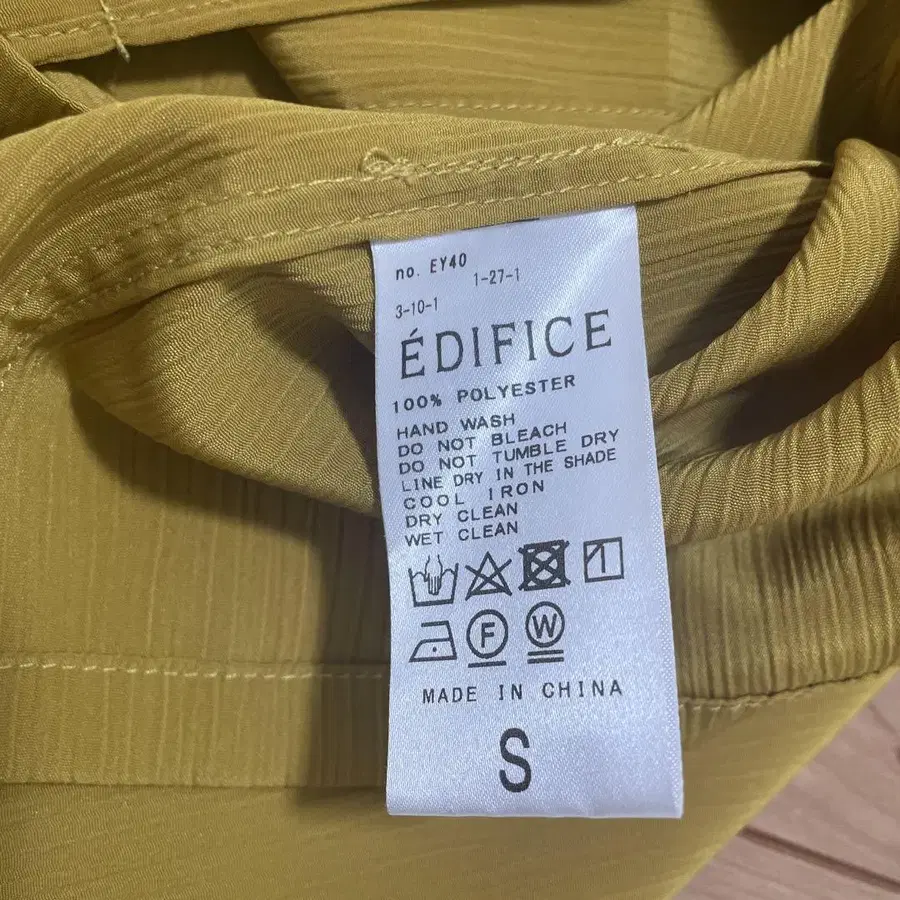 no. EY40
1-27-1
3-10-1
ÉDIFICE
100% POLYESTER
HAND WASH
DO NOT BLEACH
DO NOT TUMBLE DRY
LINE DRY IN THE SHADE
COOL IRON
DRY CLEAN
WET CLEAN
F W
MADE IN CHINA
S